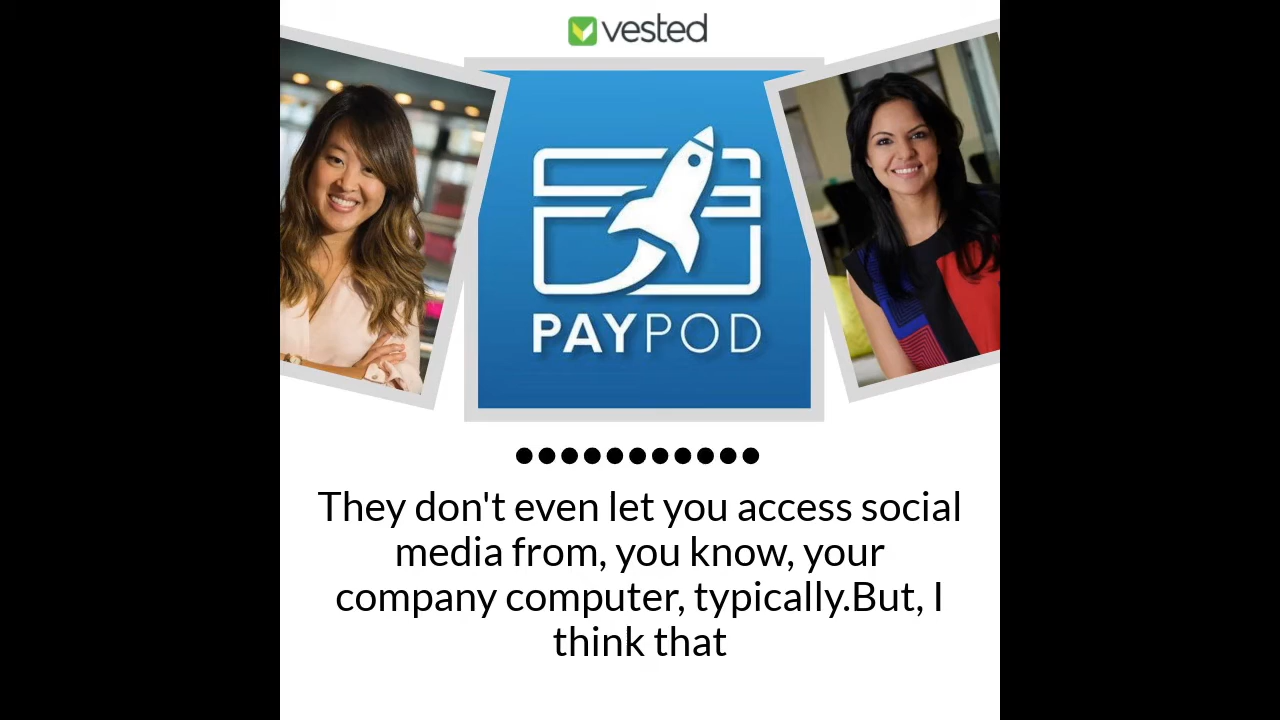 vested
PAYPOD
They don't even let you access social
media from, you know, your
company computer, typically.But, I
think that